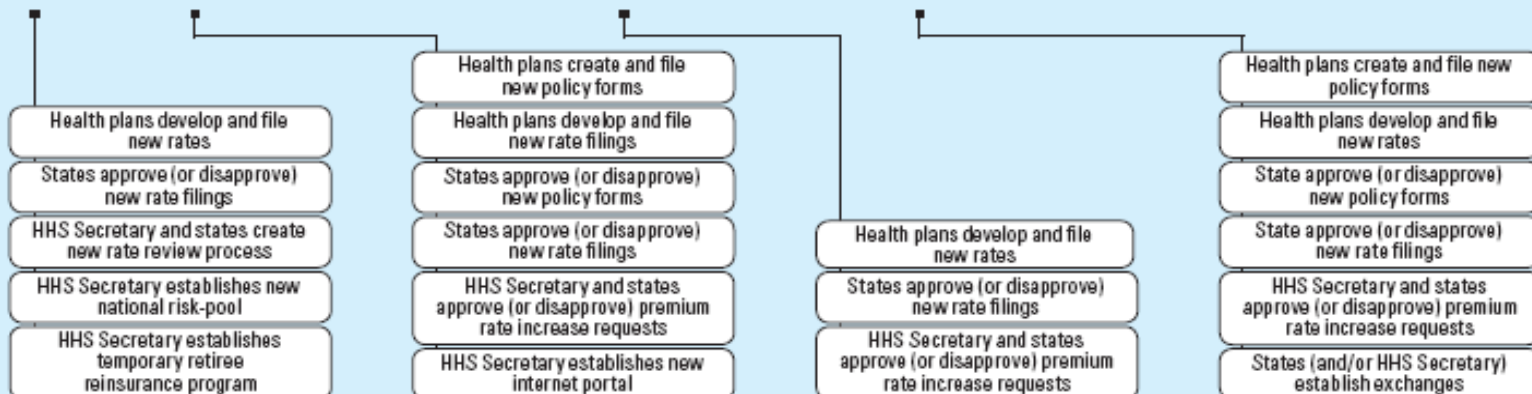 Health plans develop and file
new rates
States approve (or disapprove)
new rate filings
HHS Secretary and states create
new rate review process
HHS Secretary establishes new
national risk-pool
HHS Secretary establishes
temporary retiree
reinsurance program
Health plans create and file
new policy forms
Health plans develop and file
new rate filings
States approve (or disapprove)
new policy forms
States approve (or disapprove)
new rate filings
HHS Secretary and states
approve (or disapprove) premium
rate increase requests
HHS Secretary establishes new
internet portal
Health plans develop and file
new rates
States approve (or disapprove)
new rate filings
HHS Secretary and states
approve (or disapprove) premium
rate increase requests
Health plans create and file new
policy forms
Health plans develop and file
new rates
State approve (or disapprove)
new policy forms
State approve (or disapprove)
new rate filings
HHS Secretary and states
approve (or disapprove) premium
rate increase requests
States (and/or HHS Secretary)
establish exchanges